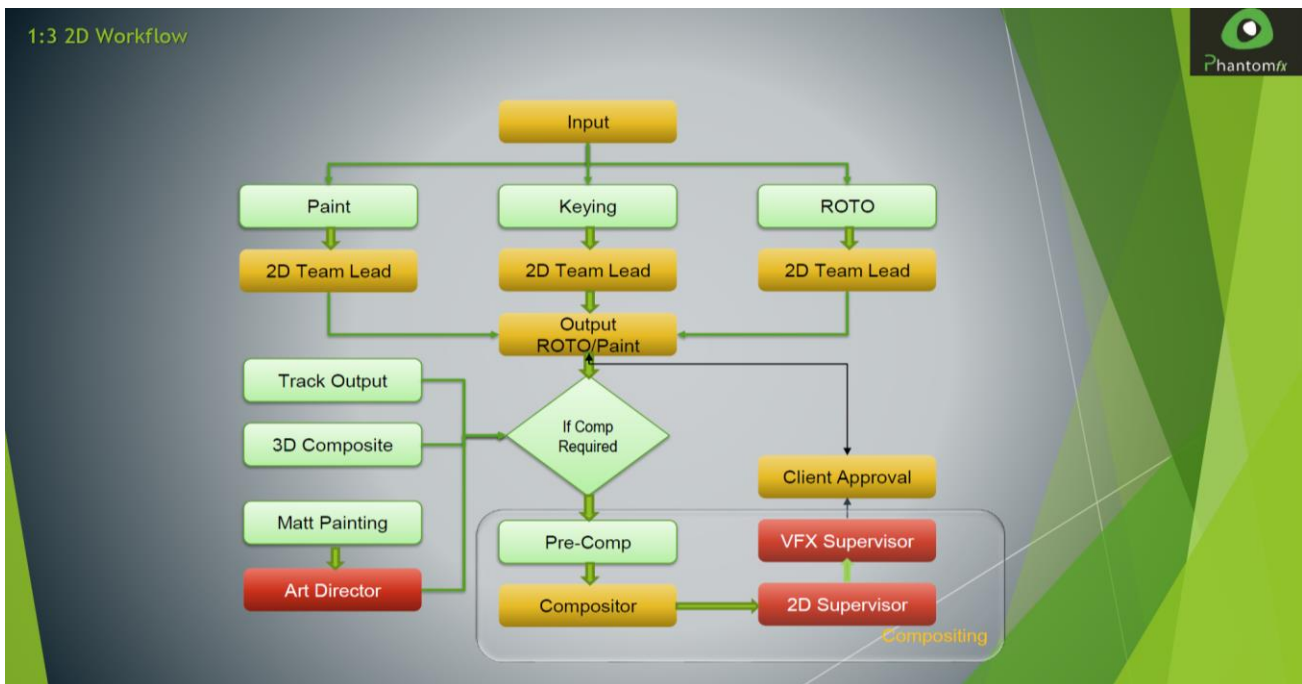 1:3 2D Workflow
Phantomfx
Input
Paint
Keying
ROTO
2D Team Lead
2D Team Lead
2D Team Lead
Output
ROTO/Paint
Track Output
3D Composite
If Comp
Required
Client Approval
Matt Painting
Pre-Comp
VFX Supervisor
Art Director
Compositor
2D Supervisor
Compositing